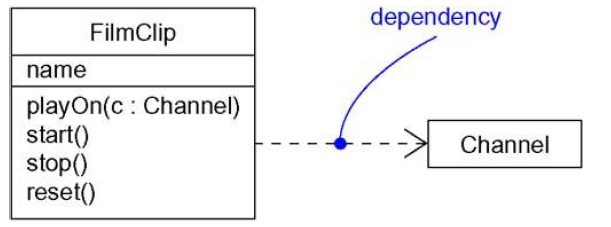 FilmClip
name
playOn(c : Channel)
start()
stop()
reset()
dependency
Channel